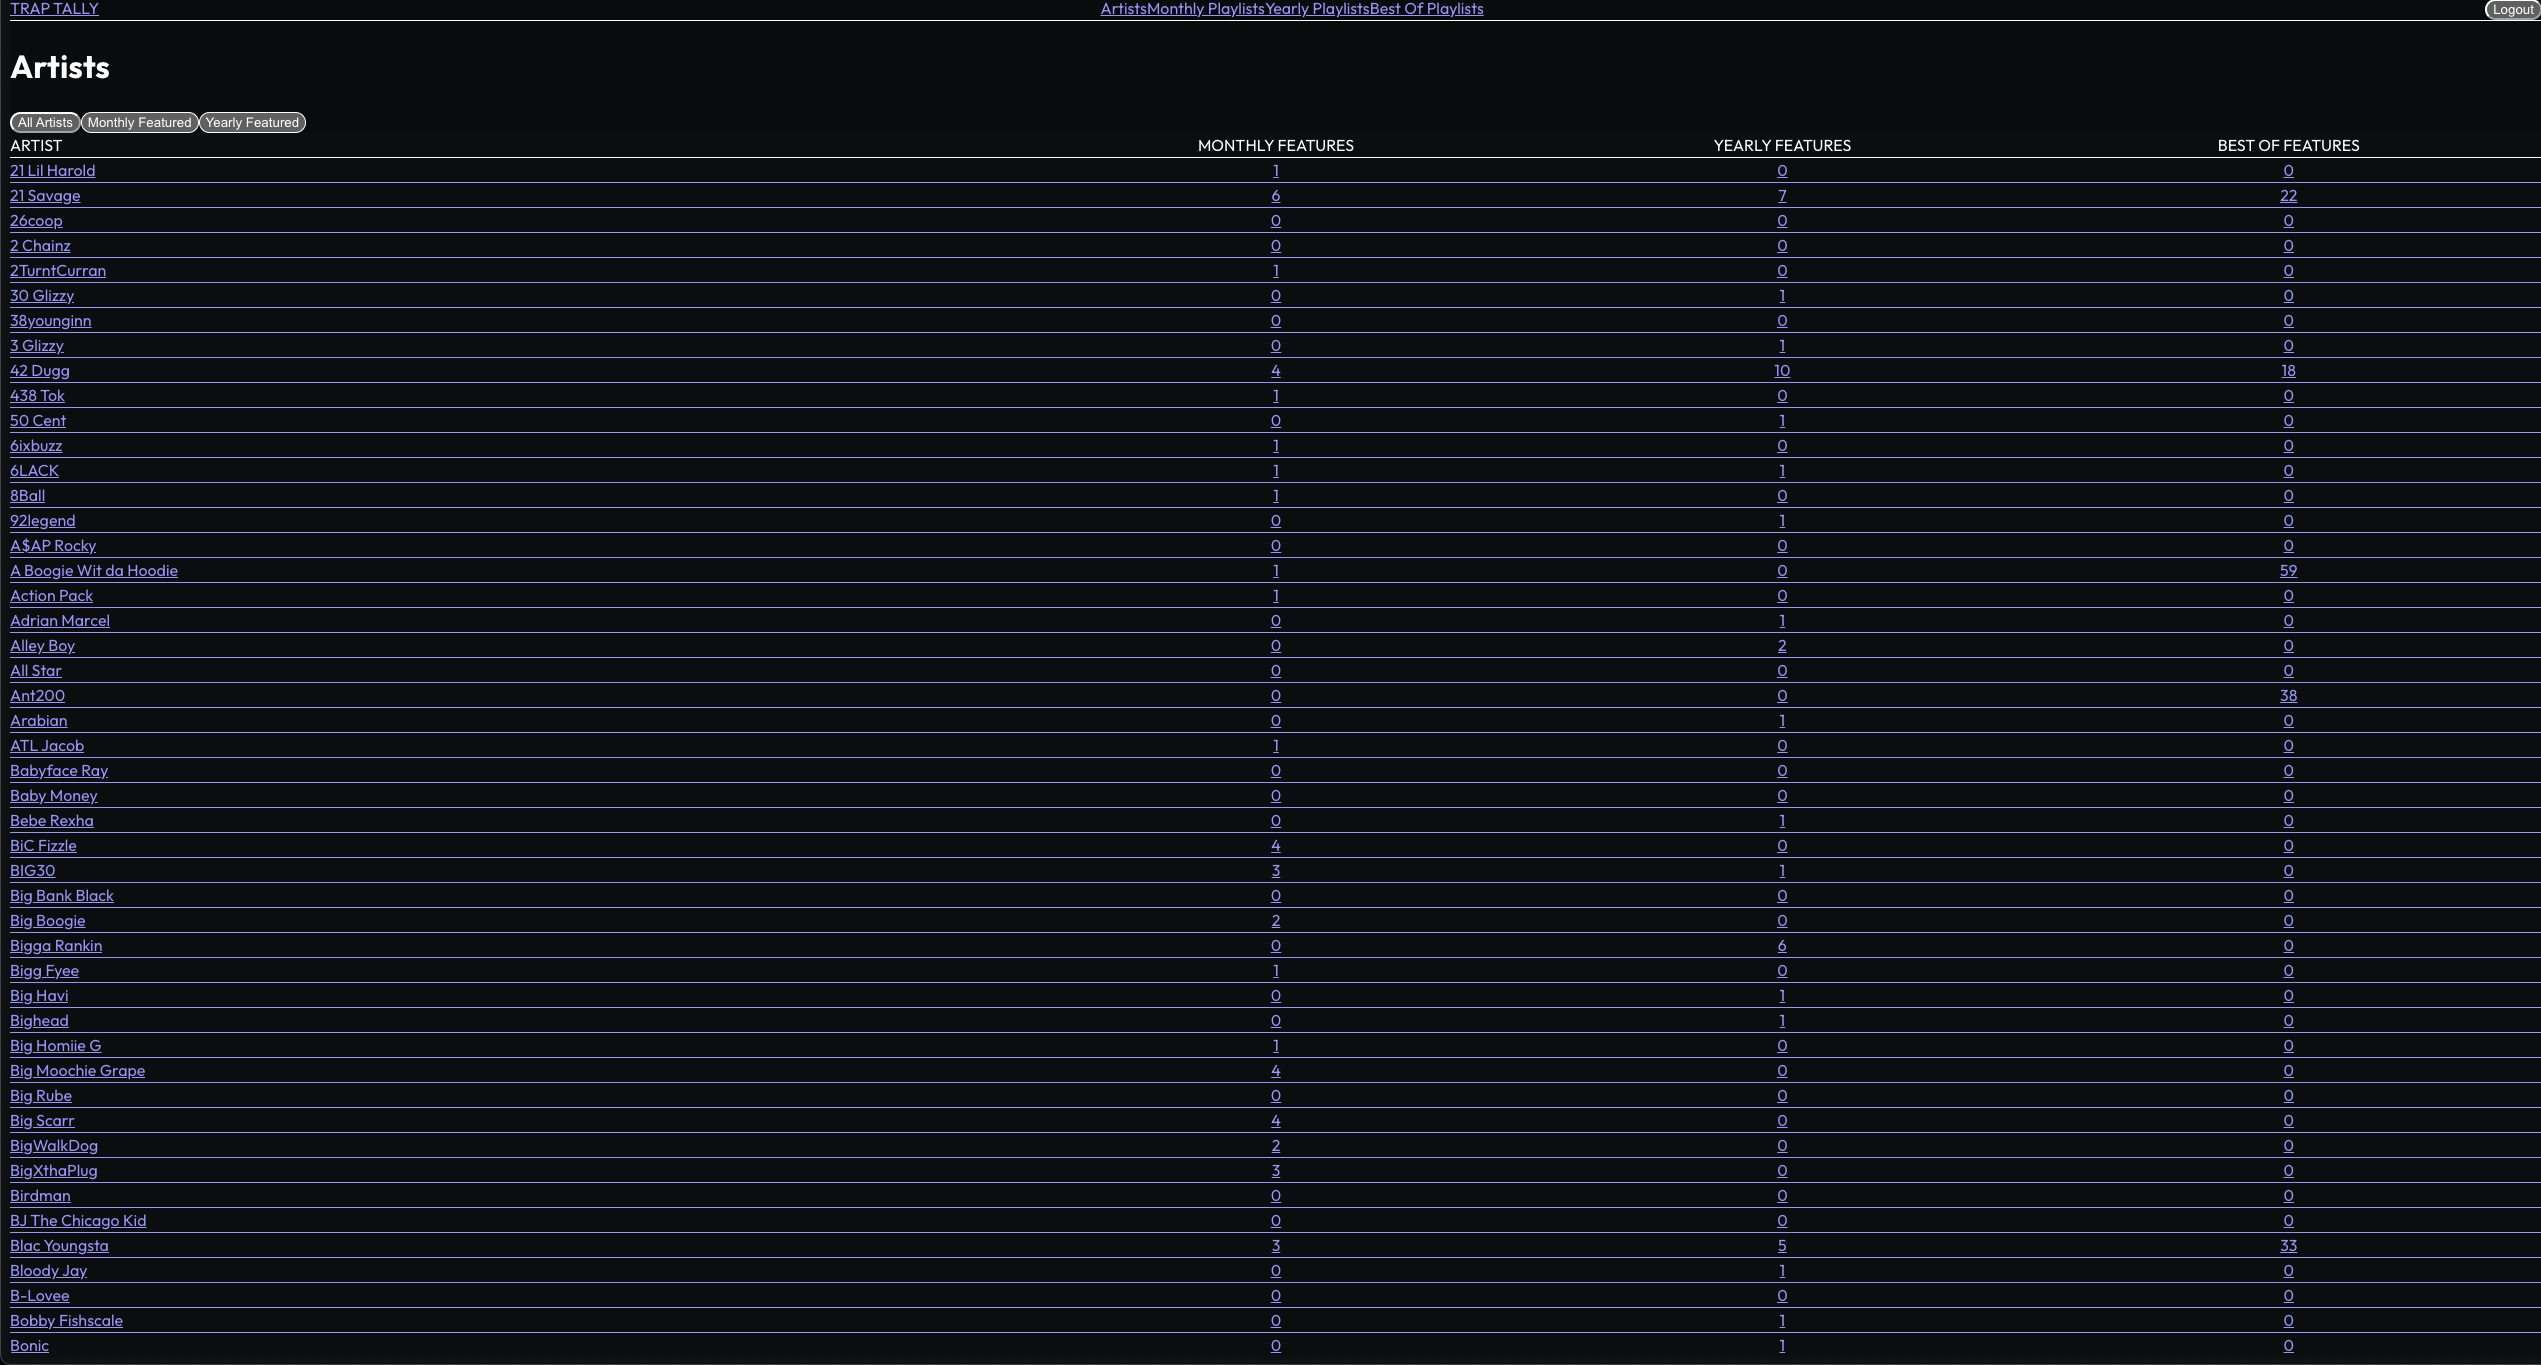 TRAP TALLY Artists Monthly Playlists Yearly Playlists Best Of Playlists Logout
Artists
All Artists Monthly Featured Yearly Featured
ARTIST MONTHLY FEATURES YEARLY FEATURES BEST OF FEATURES
21 Lil Harold 1 0 0
21 Savage 6 7 22
26coop 0 0 0
2 Chainz 0 0 0
2TurntCurran 1 0 0
30 Glizzy 0 1 0
38younginn 0 0 0
3 Glizzy 0 1 0
42 Dugg 4 10 18
438 Tok 1 0 0
50 Cent 0 1 0
6ixbuzz 1 0 0
6LACK 1 1 0
8Ball 1 0 0
92legend 0 1 0
A$AP Rocky 0 0 0
A Boogie Wit da Hoodie 1 0 59
Action Pack 1 0 0
Adrian Marcel 0 1 0
Alley Boy 0 2 0
All Star 0 0 0
Ant200 0 0 38
Arabian 0 1 0
ATL Jacob 1 0 0
Babyface Ray 0 0 0
Baby Money 0 0 0
Bebe Rexha 0 1 0
BiC Fizzle 4 0 0
BIG30 3 1 0
Big Bank Black 0 0 0
Big Boogie 2 0 0
Bigga Rankin 0 6 0
Bigg Fyee 1 0 0
Big Havi 0 1 0
Bighead 0 1 0
Big Homiie G 1 0 0
Big Moochie Grape 4 0 0
Big Rube 0 0 0
Big Scarr 4 0 0
BigWalkDog 2 0 0
BigXthaPlug 3 0 0
Birdman 0 0 0
BJ The Chicago Kid 0 0 0
Blac Youngsta 3 5 33
Bloody Jay 0 1 0
B-Lovee 0 0 0
Bobby Fishscale 0 1 0
Bonic 0 1 0